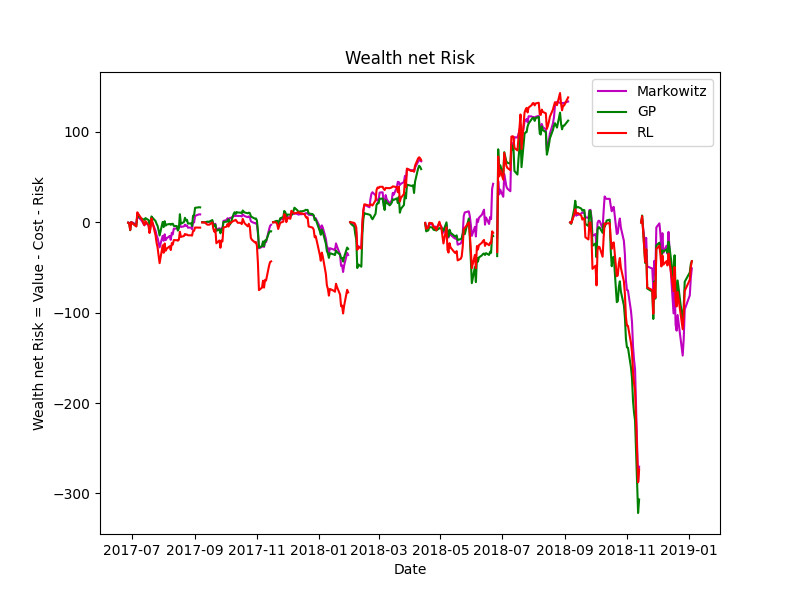 Wealth net Risk
Markowitz
GP
RL
Wealth net Risk = Value - Cost - Risk
100
0
−100
−200
−300
2017-07 2017-09 2017-11 2018-01 2018-03 2018-05 2018-07 2018-09 2018-11 2019-01
Date